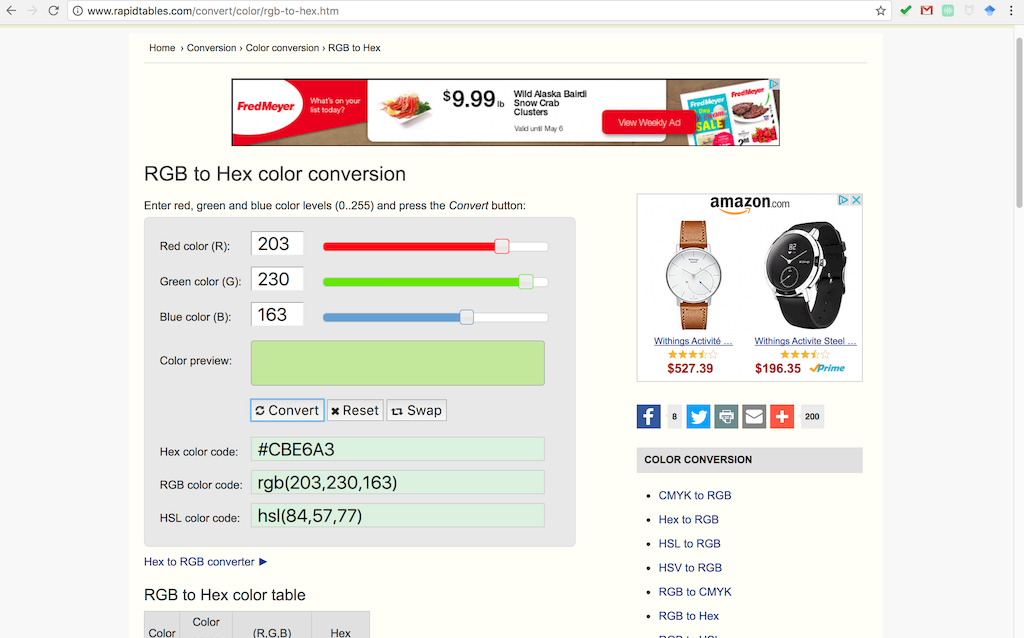 www.rapidtables.com/convert/color/rgb-to-hex.htm
Home › Conversion › Color conversion › RGB to Hex
FredMeyer
What's on your
list today?
$9.99 lb
Wild Alaska Bairdi
Snow Crab
Clusters
Valid until May 6
View Weekly Ad
FredMeyer
SALE
FredMeyer
RGB to Hex color conversion
Enter red, green and blue color levels (0..255) and press the Convert button:
Red color (R): 203
Green color (G): 230
Blue color (B): 163
Color preview:
Convert Reset Swap
Hex color code: #CBE6A3
RGB color code: rgb(203,230,163)
HSL color code: hsl(84,57,77)
Hex to RGB converter ►
RGB to Hex color table
Color Color (R,G,B) Hex
amazon.com
Withings Activité ...
$527.39
Withings Activite Steel ...
$196.35 Prime
8
200
COLOR CONVERSION
CMYK to RGB
Hex to RGB
HSL to RGB
HSV to RGB
RGB to CMYK
RGB to Hex